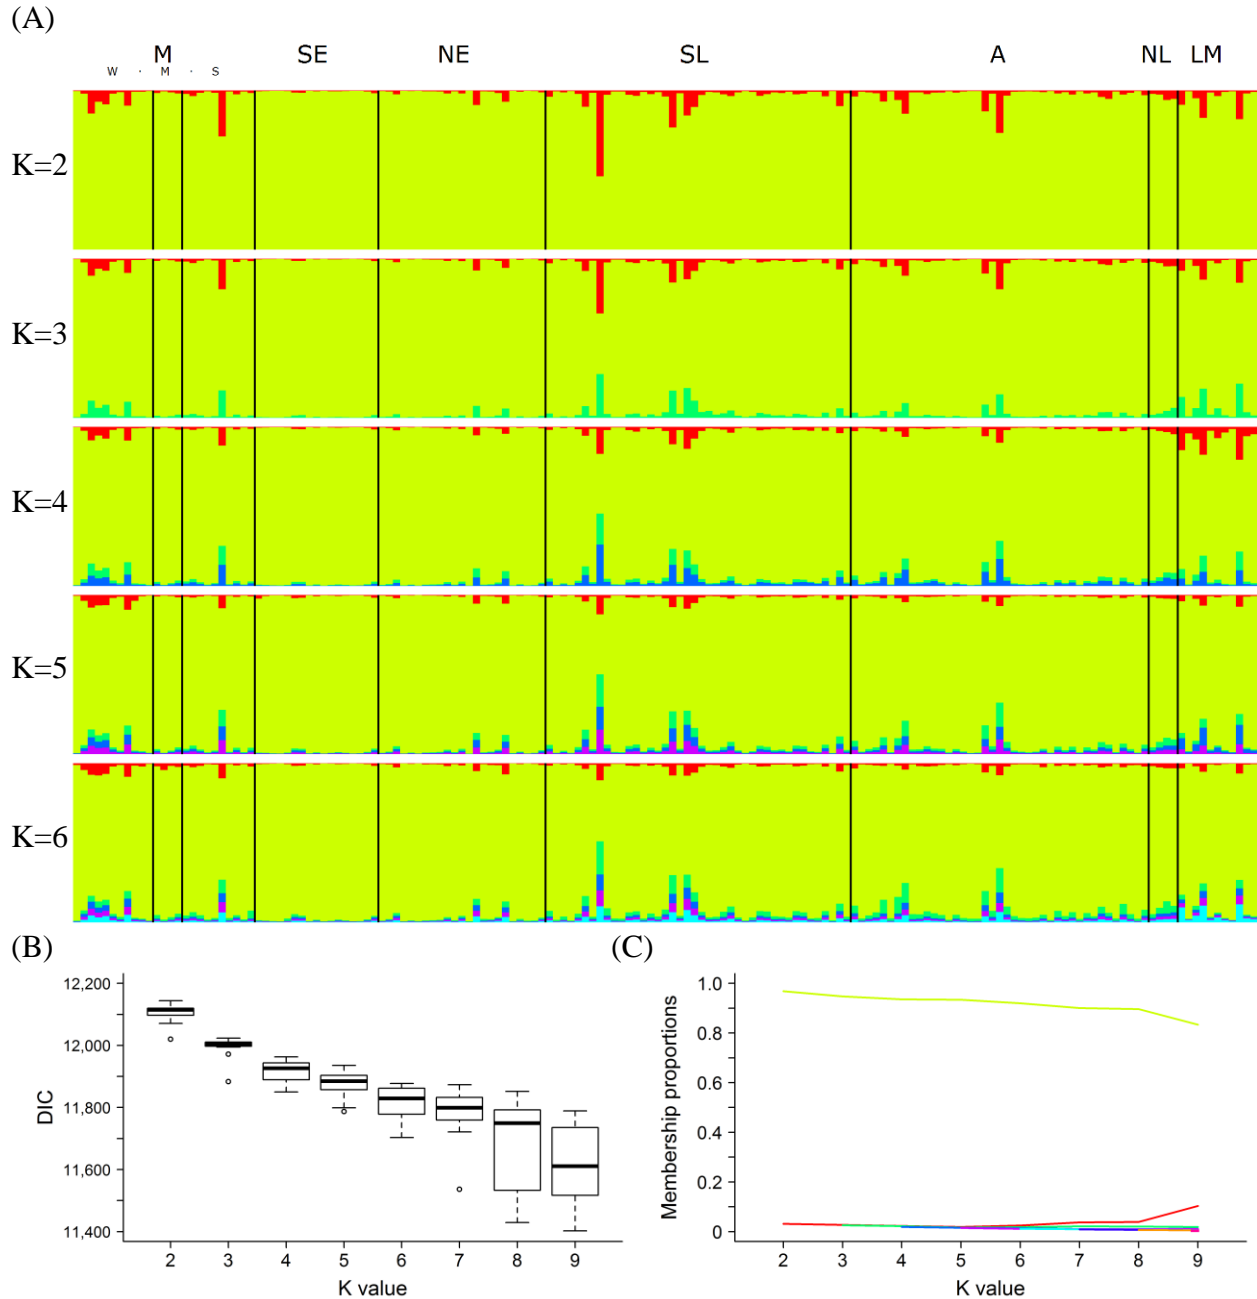 (A)
M SE NE SL A NL LM
W · M · S
K=2
K=3
K=4
K=5
K=6
(B)
(C)
12,200
12,000
11,800
11,600
11,400
DIC
2 3 4 5 6 7 8 9
K value
1.0
0.8
0.6
0.4
0.2
0
Membership proportions
2 3 4 5 6 7 8 9
K value